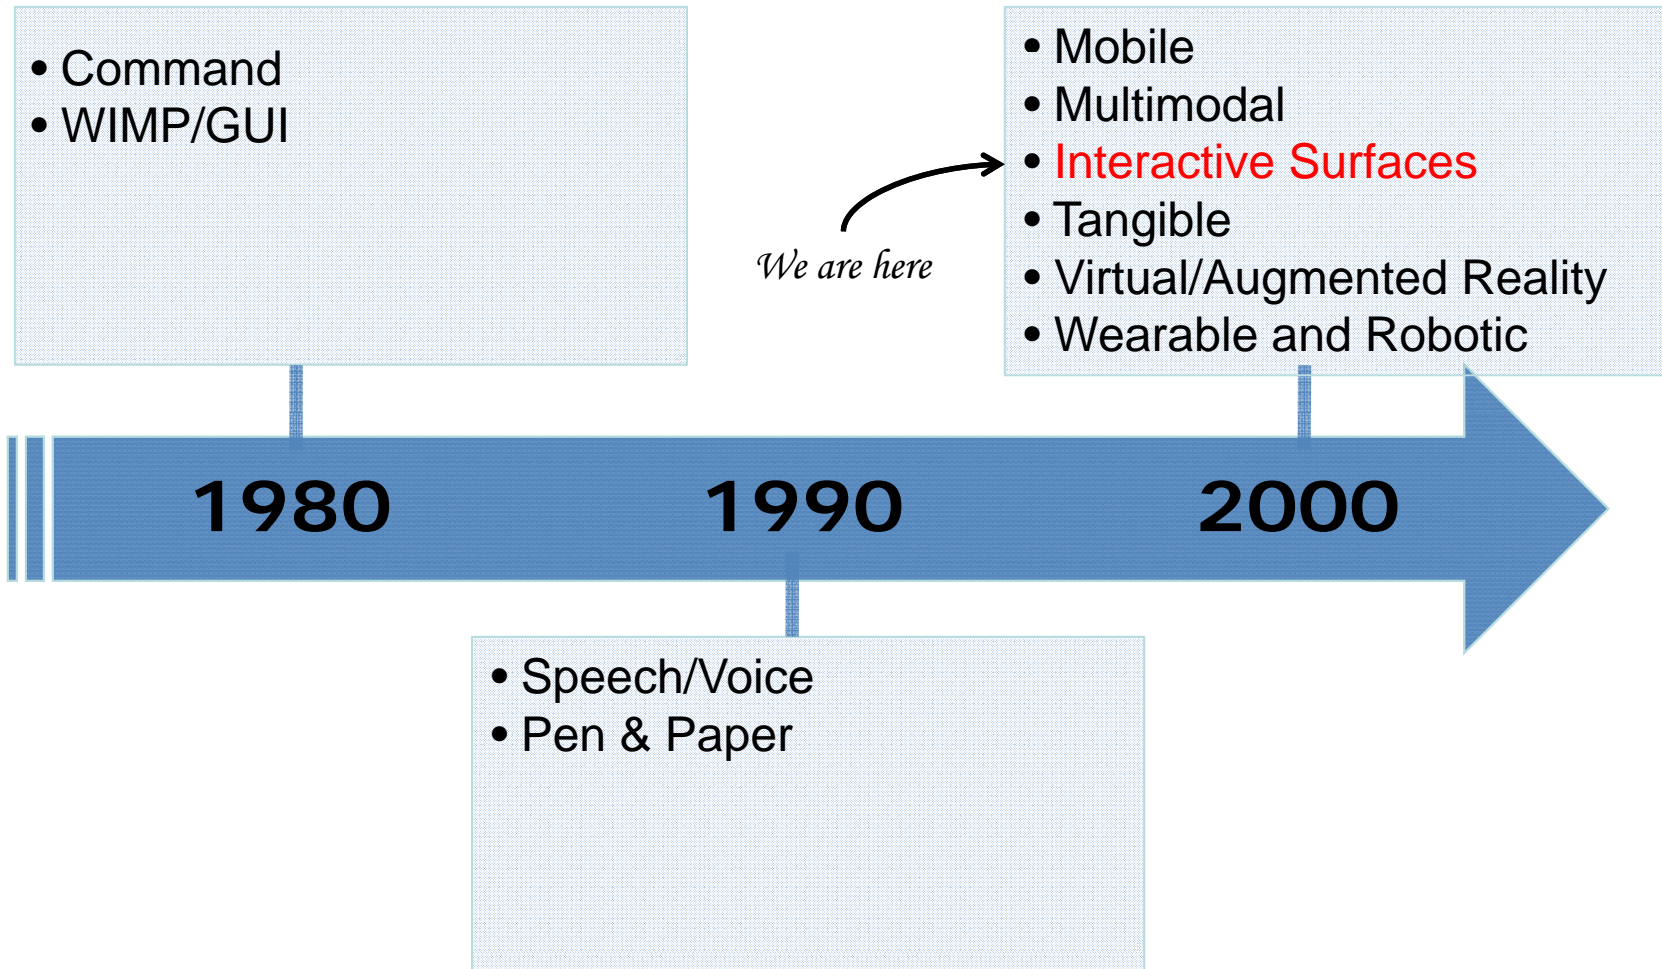 • Command
• WIMP/GUI
• Mobile
• Multimodal
• Interactive Surfaces
• Tangible
• Virtual/Augmented Reality
• Wearable and Robotic
We are here
1980
1990
2000
• Speech/Voice
• Pen & Paper